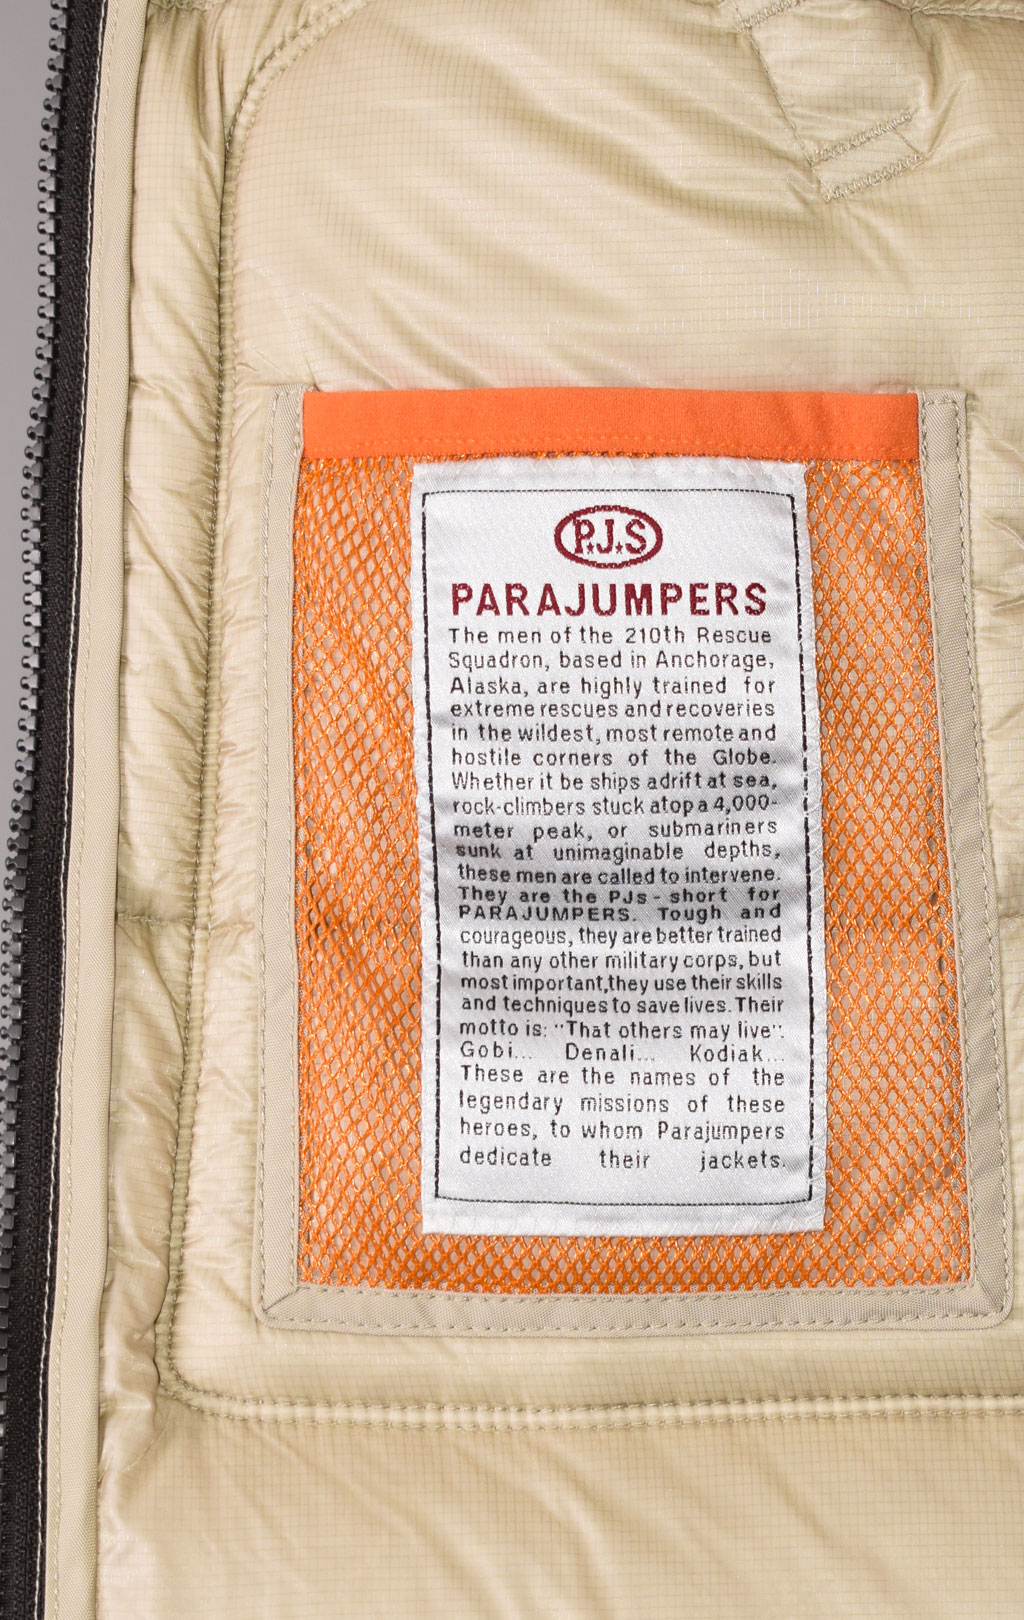 P.J.S
PARAJUMPERS
The men of the 210th Rescue
Squadron, based in Anchorage,
Alaska, are highly trained for
extreme rescues and recoveries
in the wildest, most remote and
hostile corners of the Globe.
Whether it be ships adrift at sea,
rock-climbers stuck atop a 4,000-
meter peak, or submariners
sunk at unimaginable depths,
these men are called to intervene.
They are the PJs - short for
PARAJUMPERS. Tough and
courageous, they are better trained
than any other military corps, but
most important,they use their skills
and techniques to save lives. Their
motto is: "That others may live".
Gobi... Denali... Kodiak...
These are the names of the
legendary missions of these
heroes, to whom Parajumpers
dedicate their jackets.